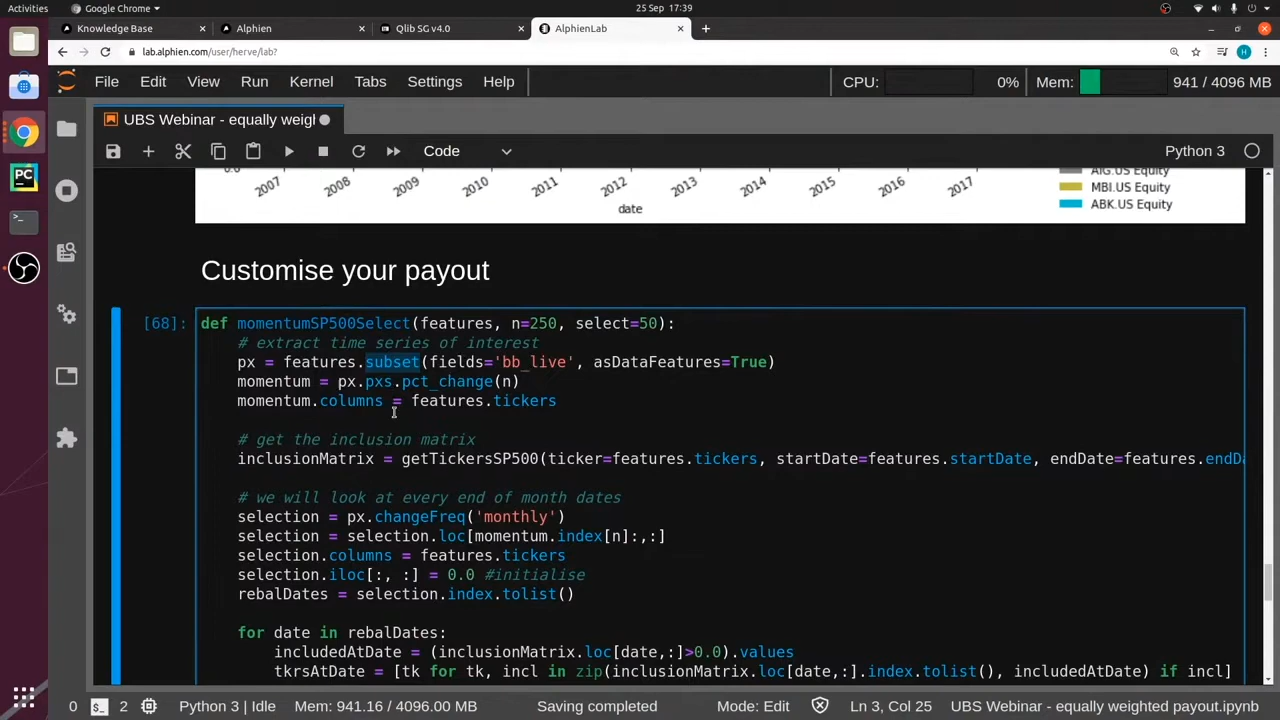 Activities
Google Chrome
25 Sep 17:39
Knowledge Base
Alphien
Qlib SG v4.0
AlphienLab
lab.alphien.com/user/herve/lab?
H
File Edit View Run Kernel Tabs Settings Help
CPU: 0% Mem: 941 / 4096 MB
UBS Webinar - equally weigl
Code
Python 3
2007 2008 2009 2010 2011 2012 2013 2014 2015 2016 2017
date
AIG.US Equity
MBI.US Equity
ABK.US Equity
Customise your payout
[68]: def momentumSP500Select(features, n=250, select=50):
# extract time series of interest
px = features.subset(fields='bb_live', asDataFeatures=True)
momentum = px.pxs.pct_change(n)
momentum.columns = features.tickers
# get the inclusion matrix
inclusionMatrix = getTickersSP500(ticker=features.tickers, startDate=features.startDate, endDate=features.endDa
# we will look at every end of month dates
selection = px.changeFreq('monthly')
selection = selection.loc[momentum.index[n]:,:]
selection.columns = features.tickers
selection.iloc[:, :] = 0.0 #initialise
rebalDates = selection.index.tolist()
for date in rebalDates:
includedAtDate = (inclusionMatrix.loc[date,:]>0.0).values
tkrsAtDate = [tk for tk, incl in zip(inclusionMatrix.loc[date,:].index.tolist(), includedAtDate) if incl]
0 2 Python 3 | Idle Mem: 941.16 / 4096.00 MB Saving completed Mode: Edit Ln 3, Col 25 UBS Webinar - equally weighted payout.ipynb